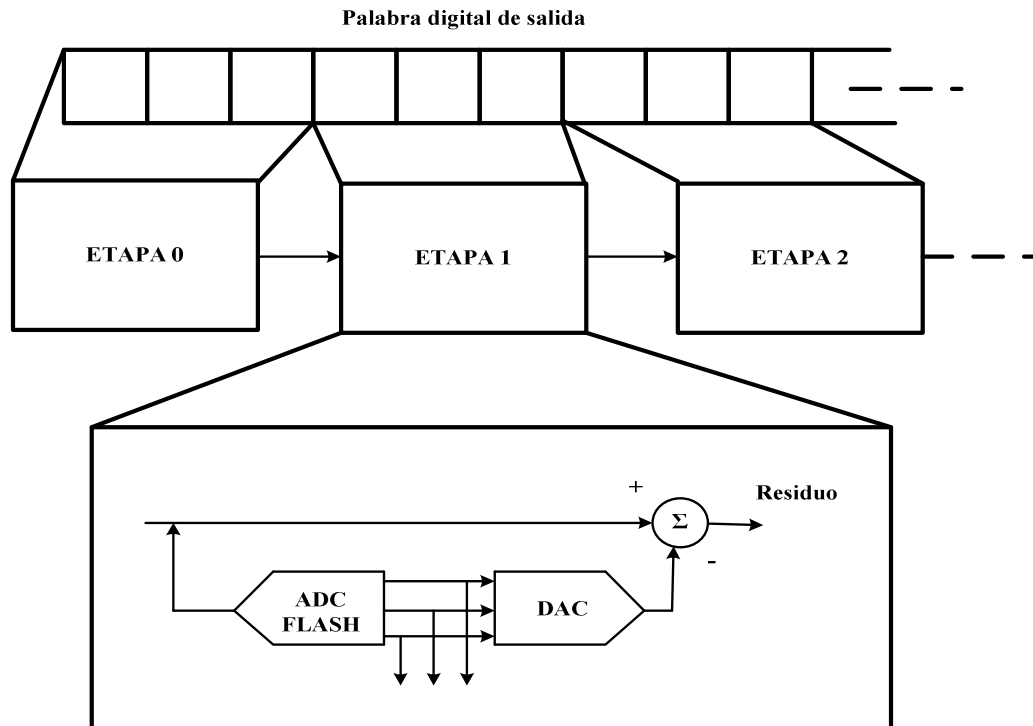 Palabra digital de salida
ETAPA 0
ETAPA 1
ETAPA 2
+
Residuo
Σ
-
ADC
FLASH
DAC